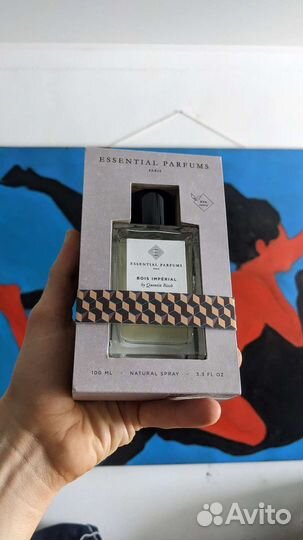 ESSENTIAL PARFUMS
PARIS
ESSENTIAL PARFUMS
BOIS IMPÉRIAL
by Quentin Bisch
100 ML - NATURAL SPRAY - 3.3 FL OZ
Avito